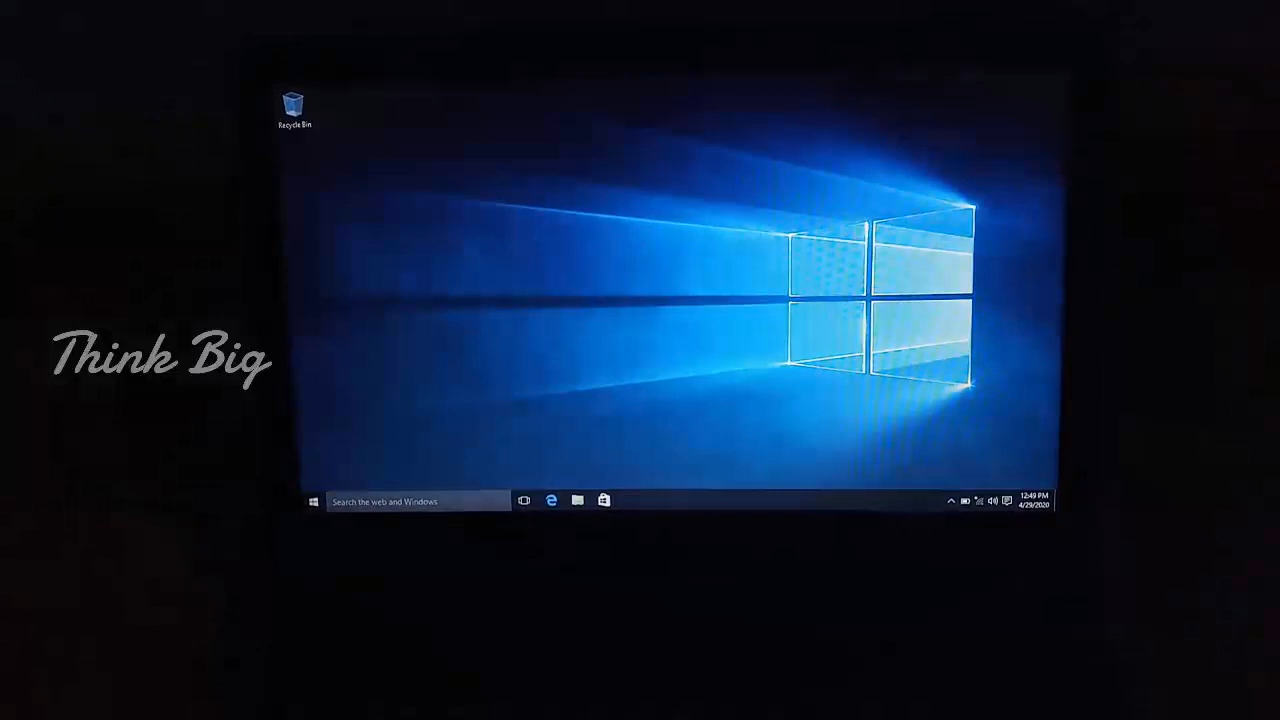 Recycle Bin
Think Big
Search the web and Windows
12:49 PM
4/29/2020